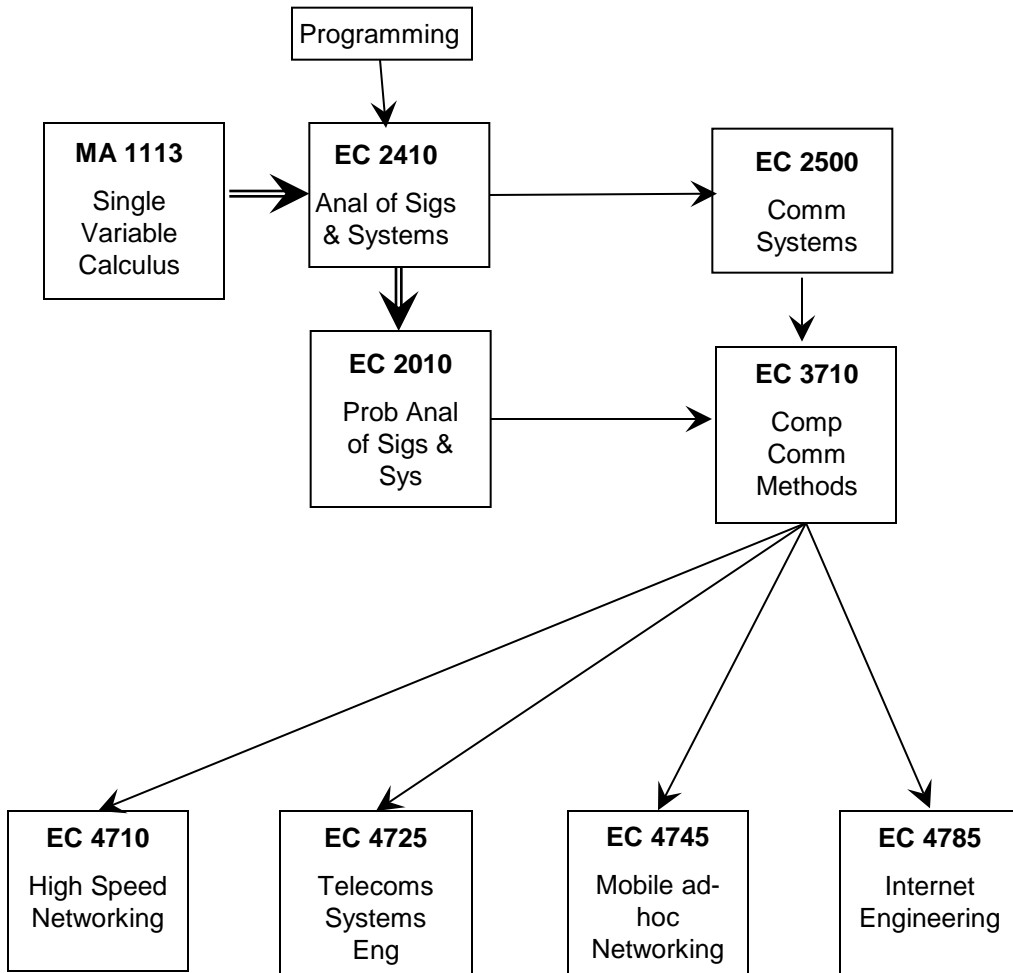 Programming
MA 1113
Single
Variable
Calculus
EC 2410
Anal of Sigs
& Systems
EC 2500
Comm
Systems
EC 2010
Prob Anal
of Sigs &
Sys
EC 3710
Comp
Comm
Methods
EC 4710
High Speed
Networking
EC 4725
Telecoms
Systems
Eng
EC 4745
Mobile ad-
hoc
Networking
EC 4785
Internet
Engineering